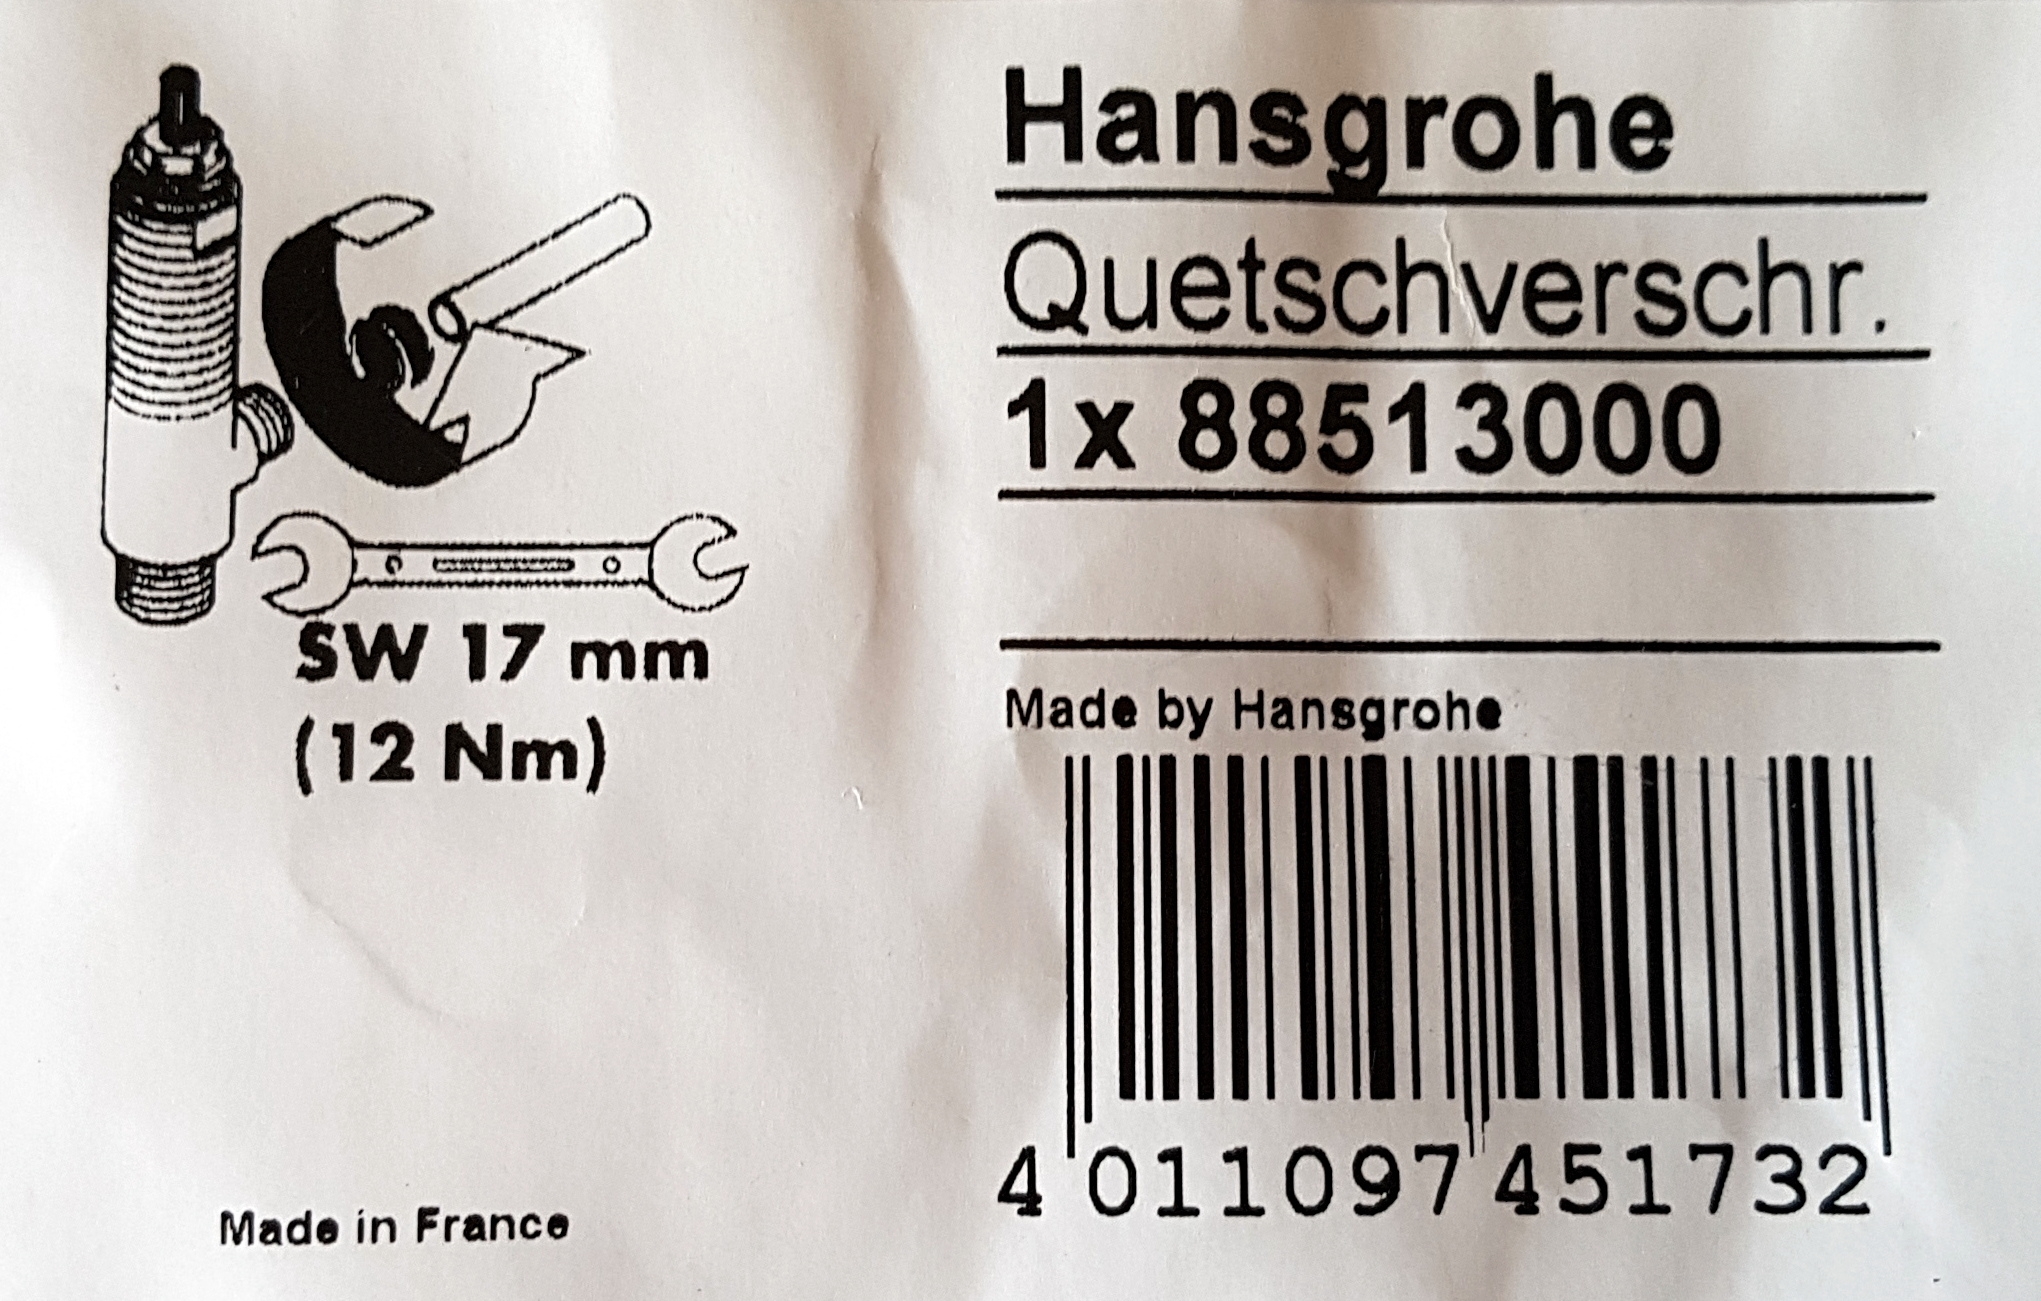 Hansgrohe
Quetschverschr.
1x 88513000
SW 17 mm
(12 Nm)
Made by Hansgrohe
4 011097 451732
Made in France